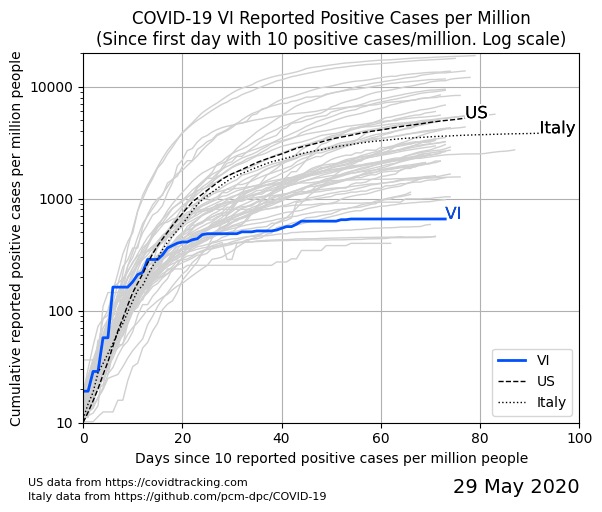 COVID-19 VI Reported Positive Cases per Million
(Since first day with 10 positive cases/million. Log scale)
Cumulative reported positive cases per million people
10000
1000
100
10
US
Italy
VI
VI
US
Italy
0 20 40 60 80 100
Days since 10 reported positive cases per million people
US data from https://covidtracking.com
Italy data from https://github.com/pcm-dpc/COVID-19
29 May 2020